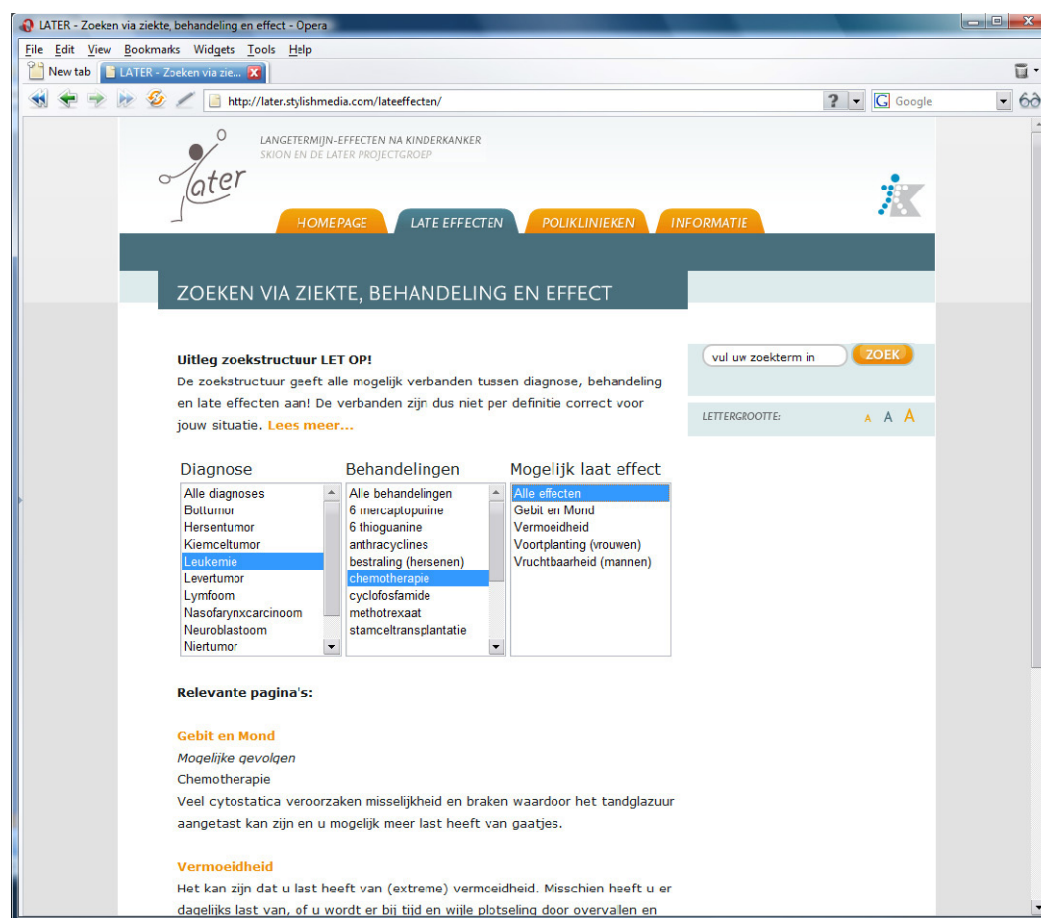 LATER - Zoeken via ziekte, behandeling en effect - Opera
File Edit View Bookmarks Widgets Tools Help
New tab LATER - Zoeken via zie...
http://later.stylishmedia.com/lateeffecten/ ? Google
later
LANGETERMIJN-EFFECTEN NA KINDERKANKER
SKION EN DE LATER PROJECTGROEP
HOMEPAGE LATE EFFECTEN POLIKLINIEKEN INFORMATIE
ZOEKEN VIA ZIEKTE, BEHANDELING EN EFFECT
Uitleg zoekstructuur LET OP!
De zoekstructuur geeft alle mogelijk verbanden tussen diagnose, behandeling
en late effecten aan! De verbanden zijn dus niet per definitie correct voor
jouw situatie. Lees meer...
vul uw zoekterm in ZOEK
LETTERGROOTTE: A A A
Diagnose
Alle diagnoses
Bottumor
Hersentumor
Kiemceltumor
Leukemie
Levertumor
Lymfoom
Nasofarynxcarcinoom
Neuroblastoom
Niertumor
Behandelingen
Alle behandelingen
6 mercaptopurine
6 thioguanine
anthracyclines
bestraling (hersenen)
chemotherapie
cyclofosfamide
methotrexaat
stamceltransplantatie
Mogelijk laat effect
Alle effecten
Gebit en Mond
Vermoeidheid
Voortplanting (vrouwen)
Vruchtbaarheid (mannen)
Relevante pagina's:
Gebit en Mond
Mogelijke gevolgen
Chemotherapie
Veel cytostatica veroorzaken misselijkheid en braken waardoor het tandglazuur
aangetast kan zijn en u mogelijk meer last heeft van gaatjes.
Vermoeidheid
Het kan zijn dat u last heeft van (extreme) vermoeidheid. Misschien heeft u er
dagelijks last van, of u wordt er bij tijd en wijle plotseling door overvallen en